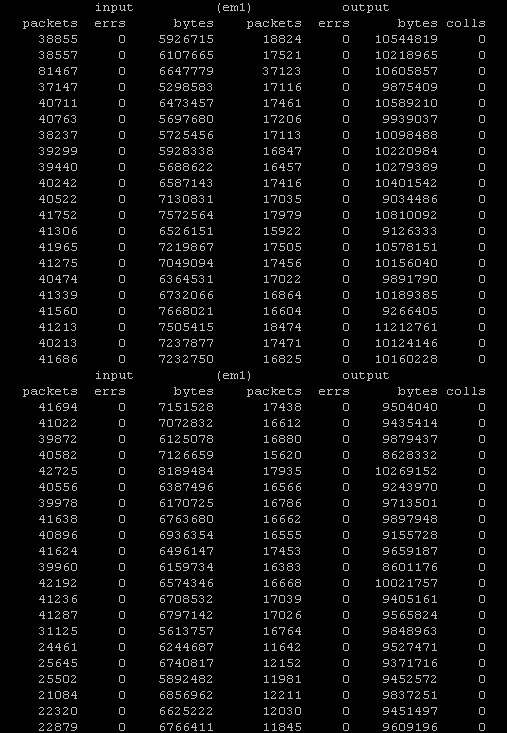 input (em1) output
packets errs bytes packets errs bytes colls
38855 0 5926715 18824 0 10544819 0
38557 0 6107665 17521 0 10218965 0
81467 0 6647779 37123 0 10605857 0
37147 0 5298583 17116 0 9875409 0
40711 0 6473457 17461 0 10589210 0
40763 0 5697680 17206 0 9939037 0
38237 0 5725456 17113 0 10098488 0
39299 0 5928338 16847 0 10220984 0
39440 0 5688622 16457 0 10279389 0
40242 0 6587143 17416 0 10401542 0
40522 0 7130831 17035 0 9034486 0
41752 0 7572564 17979 0 10810092 0
41306 0 6526151 15922 0 9126333 0
41965 0 7219867 17505 0 10578151 0
41275 0 7049094 17456 0 10156040 0
40474 0 6364531 17022 0 9891790 0
41339 0 6732066 16864 0 10189385 0
41560 0 7668021 16604 0 9266405 0
41213 0 7505415 18474 0 11212761 0
40213 0 7237877 17471 0 10124146 0
41686 0 7232750 16825 0 10160228 0
input (em1) output
packets errs bytes packets errs bytes colls
41694 0 7151528 17438 0 9504040 0
41022 0 7072832 16612 0 9435414 0
39872 0 6125078 16880 0 9879437 0
40582 0 7126659 15620 0 8628332 0
42725 0 8189484 17935 0 10269152 0
40556 0 6387496 16566 0 9243970 0
39978 0 6170725 16786 0 9713501 0
41638 0 6763680 16662 0 9897948 0
40896 0 6936354 16555 0 9155728 0
41624 0 6496147 17453 0 9659187 0
39960 0 6159734 16383 0 8601176 0
42192 0 6574346 16668 0 10021757 0
41236 0 6708532 17039 0 9405161 0
41287 0 6797142 17026 0 9565824 0
31125 0 5613757 16764 0 9848963 0
24461 0 6244687 11642 0 9527471 0
25645 0 6740817 12152 0 9371716 0
25502 0 5892482 11981 0 9452572 0
21084 0 6856962 12211 0 9837251 0
22320 0 6625222 12030 0 9451497 0
22879 0 6766411 11845 0 9609196 0